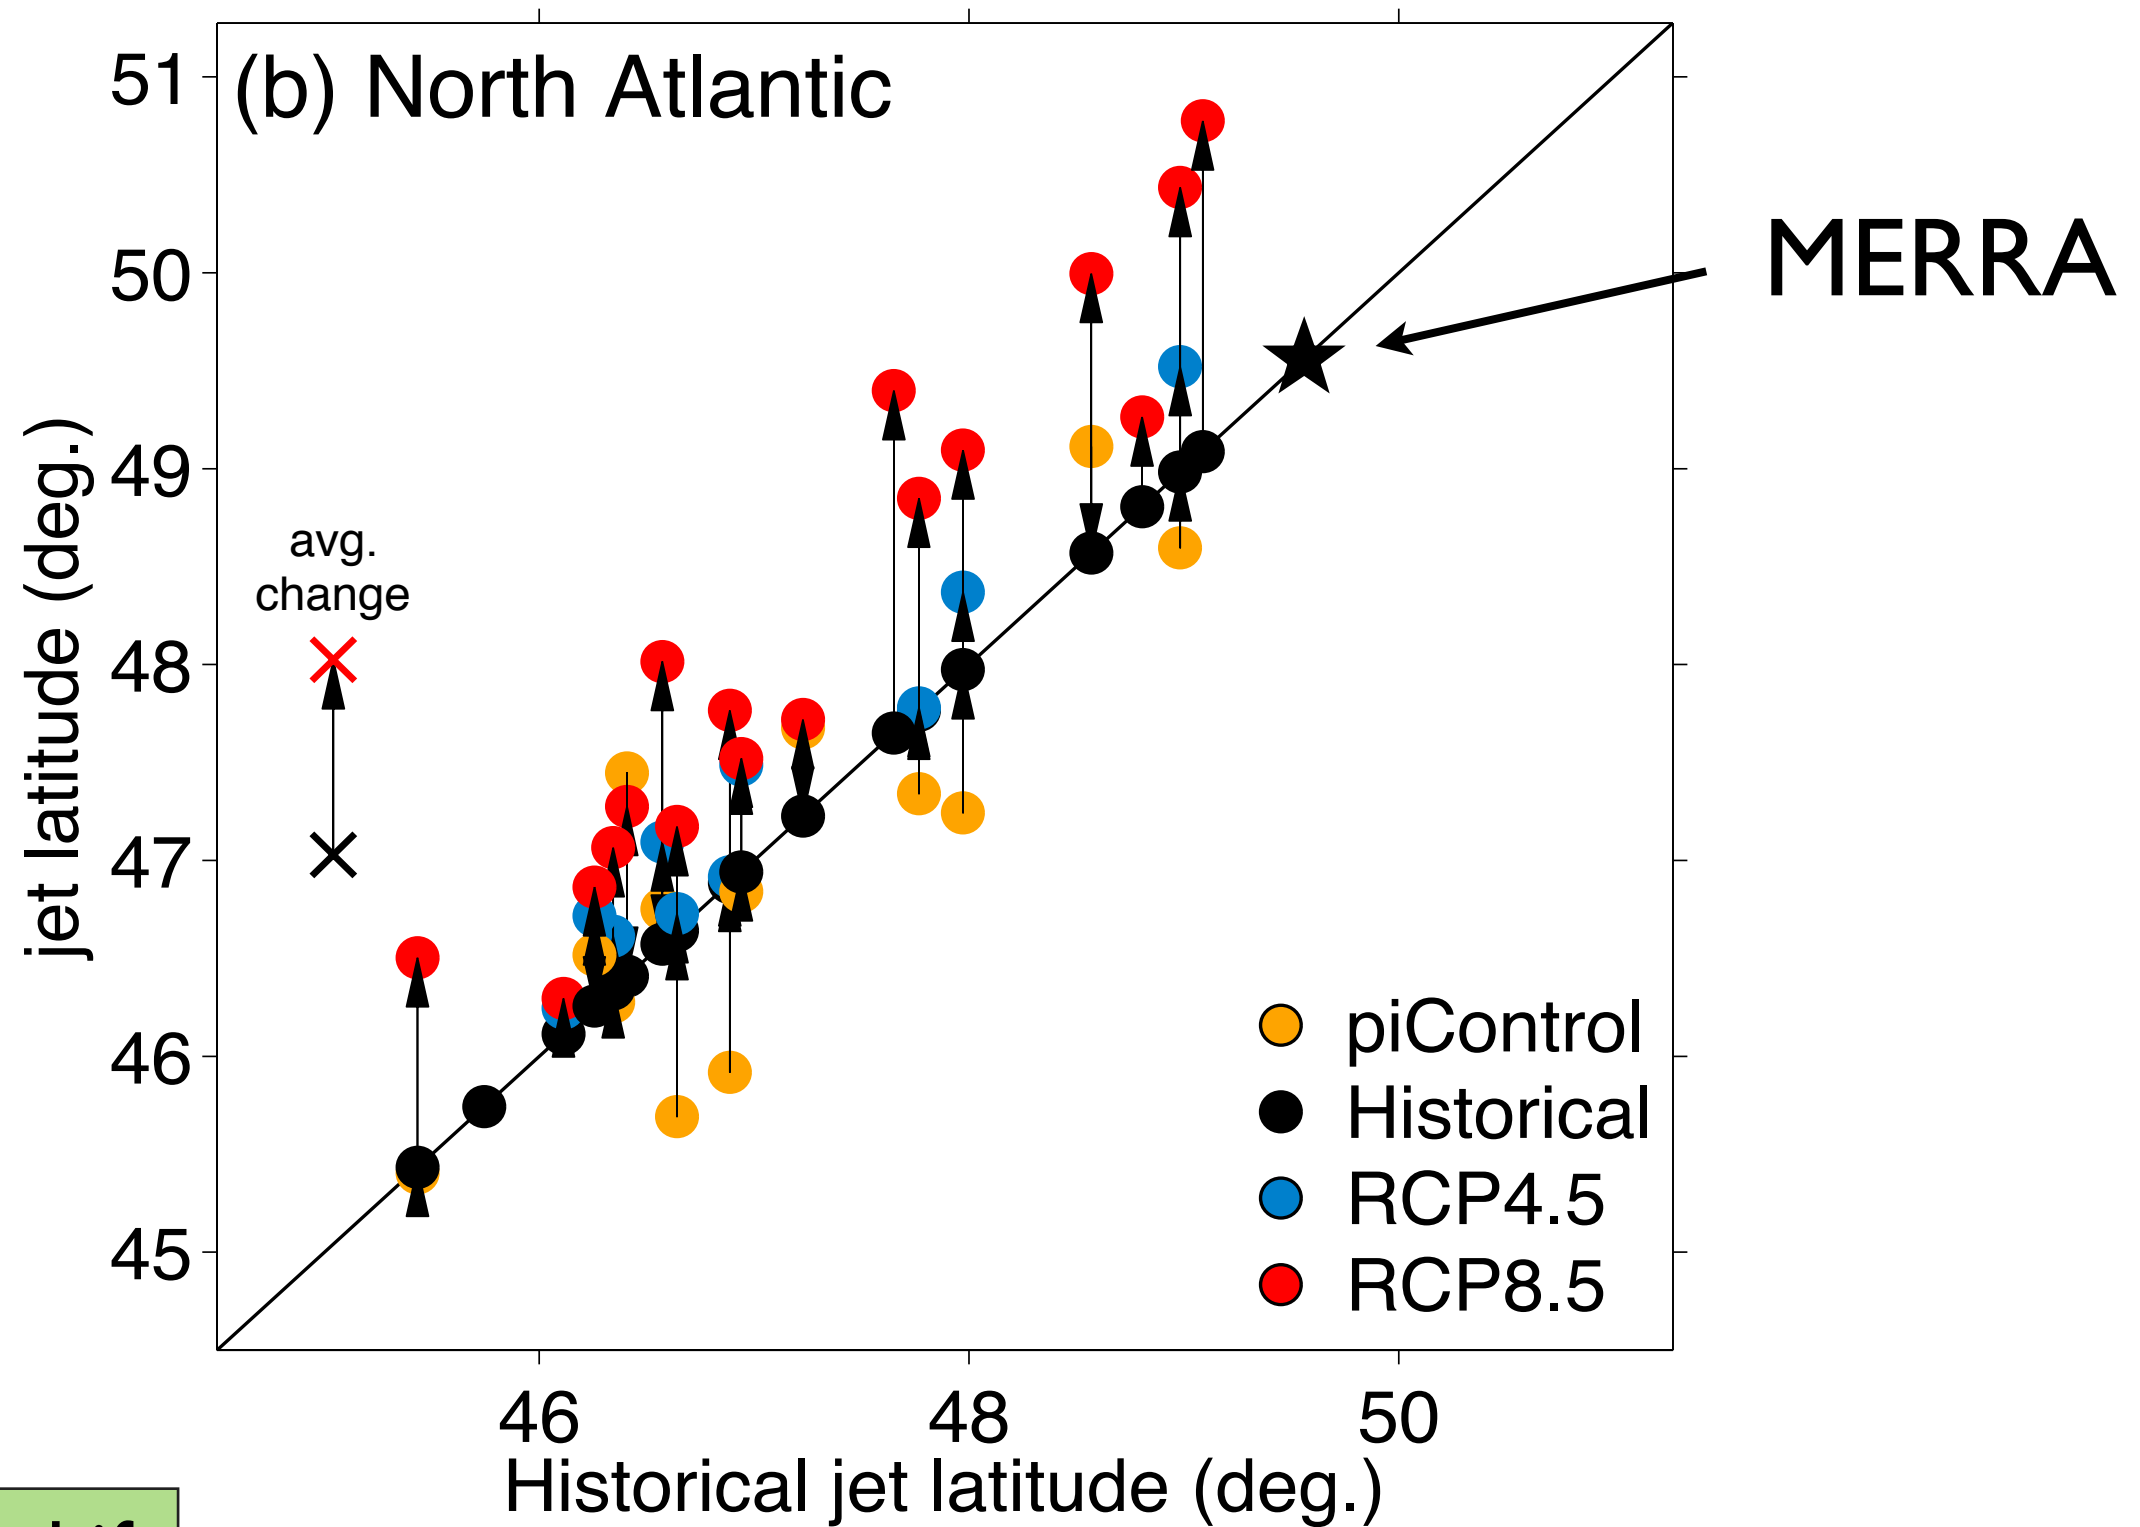 (b) North Atlantic
MERRA
avg.
change
jet latitude (deg.)
51
50
49
48
47
46
45
piControl
Historical
RCP4.5
RCP8.5
46 48 50
Historical jet latitude (deg.)